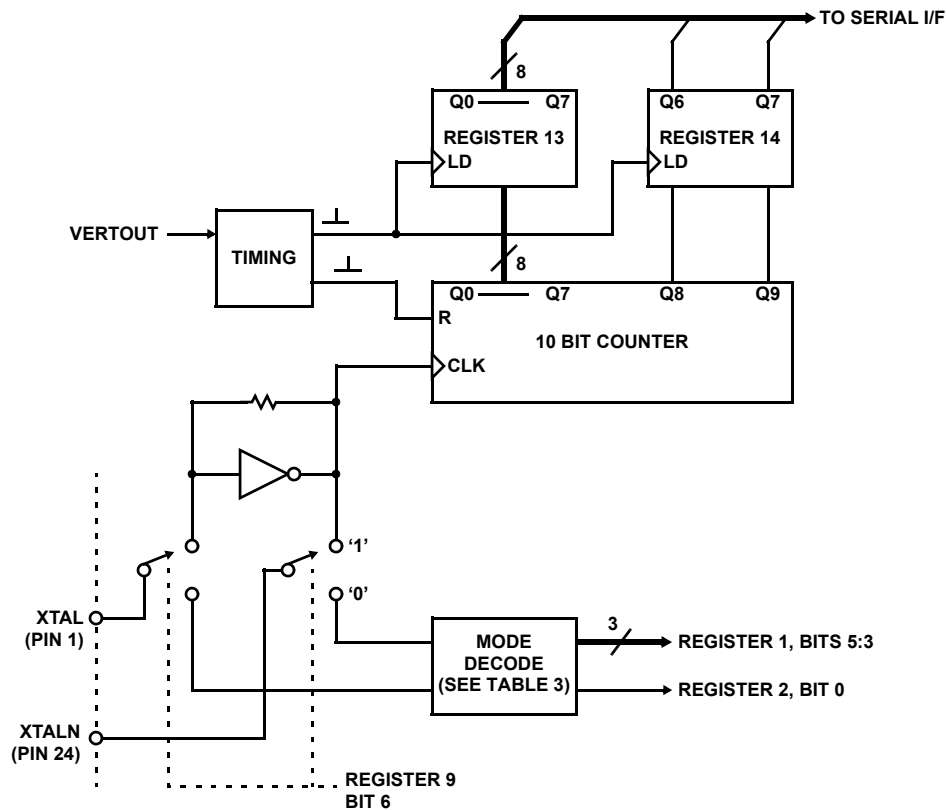 TO SERIAL I/F
8
Q0 Q7
REGISTER 13
LD
Q6 Q7
REGISTER 14
LD
VERTOUT
TIMING
8
Q0 Q7 Q8 Q9
R
10 BIT COUNTER
CLK
‘1’
‘0’
XTAL
(PIN 1)
MODE
DECODE
(SEE TABLE 3)
3
REGISTER 1, BITS 5:3
REGISTER 2, BIT 0
XTALN
(PIN 24)
REGISTER 9
BIT 6